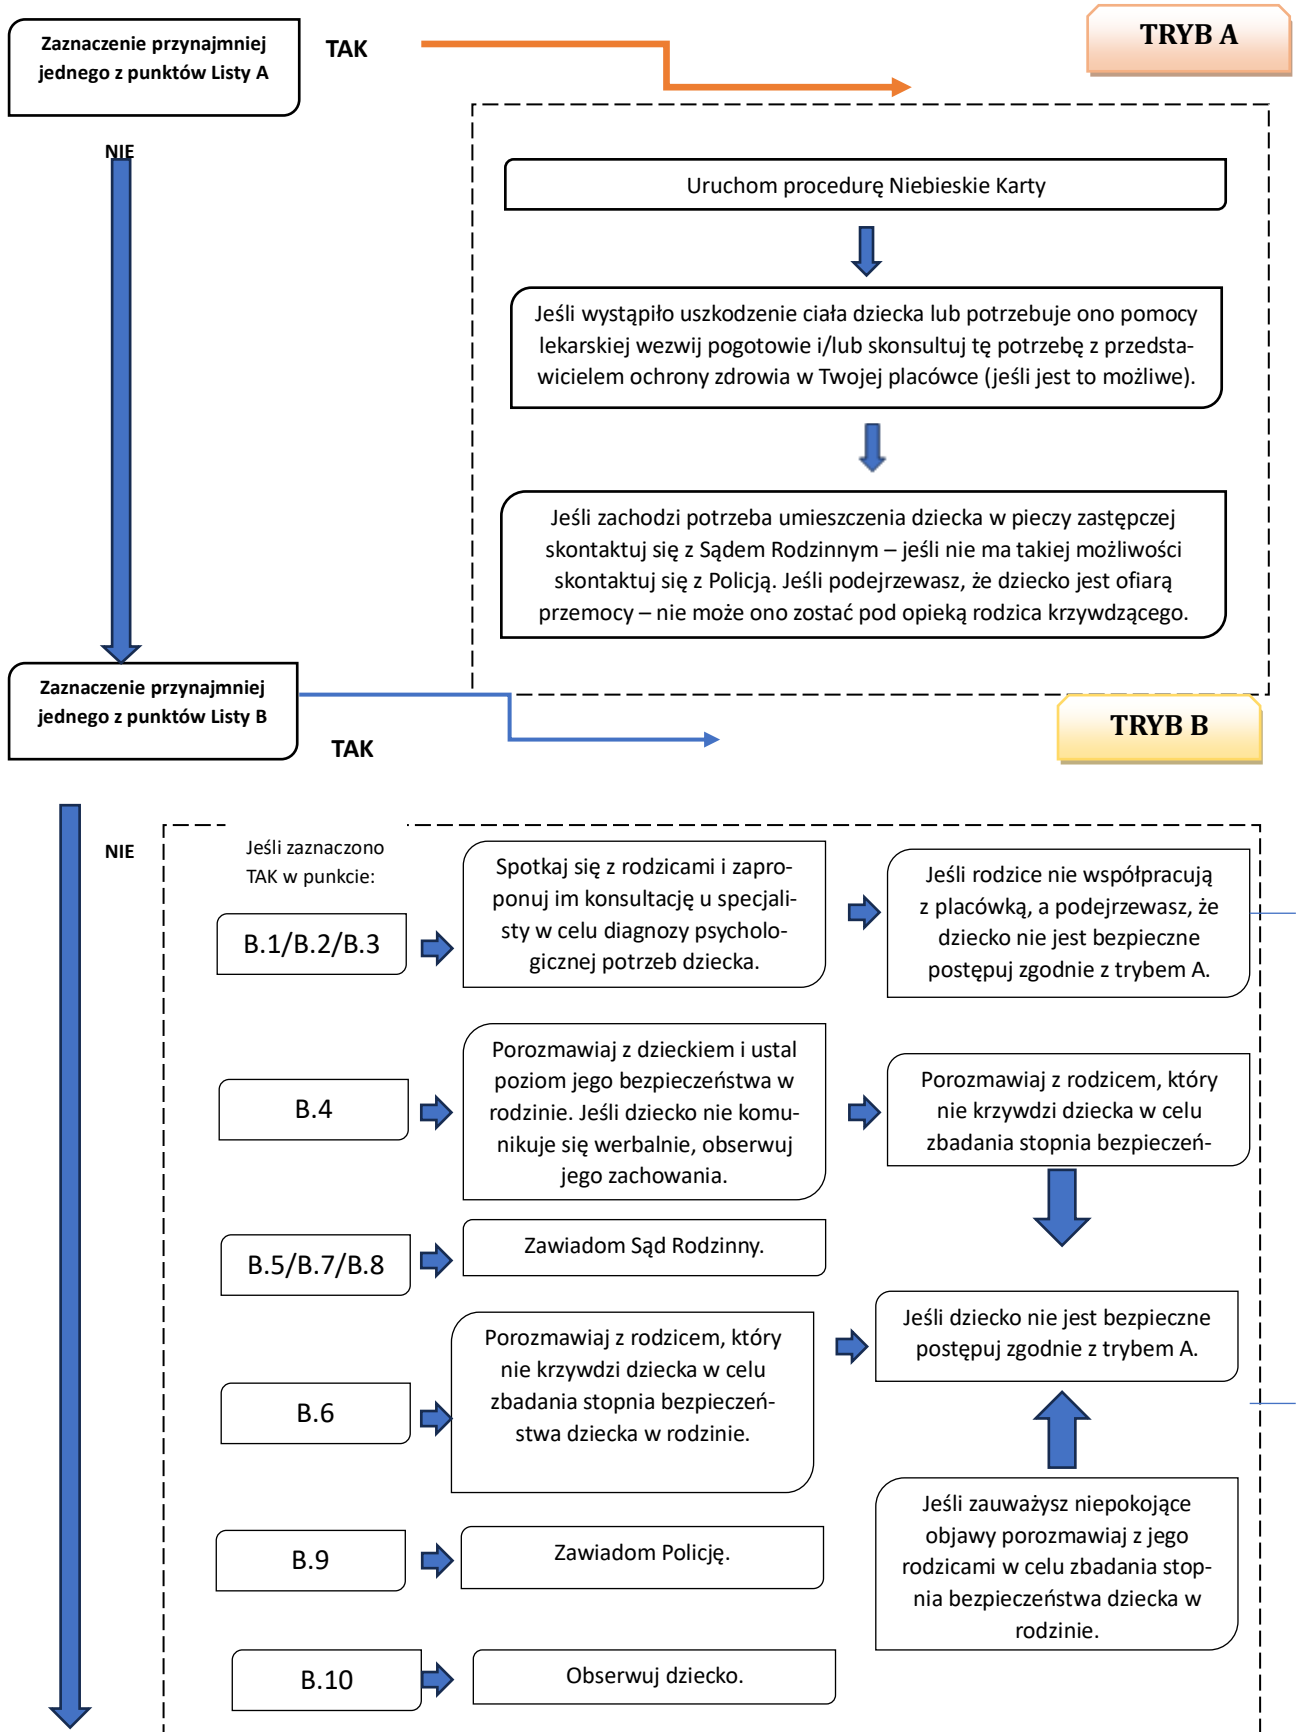 Zaznaczenie przynajmniej
jednego z punktów Listy A
TAK
TRYB A
NIE
Uruchom procedurę Niebieskie Karty
Jeśli wystąpiło uszkodzenie ciała dziecka lub potrzebuje ono pomocy
lekarskiej wezwij pogotowie i/lub skonsultuj tę potrzebę z przedsta-
wicielem ochrony zdrowia w Twojej placówce (jeśli jest to możliwe).
Jeśli zachodzi potrzeba umieszczenia dziecka w pieczy zastępczej
skontaktuj się z Sądem Rodzinnym – jeśli nie ma takiej możliwości
skontaktuj się z Policją. Jeśli podejrzewasz, że dziecko jest ofiarą
przemocy – nie może ono zostać pod opieką rodzica krzywdzącego.
Zaznaczenie przynajmniej
jednego z punktów Listy B
TAK
TRYB B
NIE
Jeśli zaznaczono
TAK w punkcie:
B.1/B.2/B.3
Spotkaj się z rodzicami i zapro-
ponuj im konsultację u specjali-
sty w celu diagnozy psycholo-
gicznej potrzeb dziecka.
Jeśli rodzice nie współpracują
z placówką, a podejrzewasz, że
dziecko nie jest bezpieczne
postępuj zgodnie z trybem A.
B.4
Porozmawiaj z dzieckiem i ustal
poziom jego bezpieczeństwa w
rodzinie. Jeśli dziecko nie komu-
nikuje się werbalnie, obserwuj
jego zachowania.
Porozmawiaj z rodzicem, który
nie krzywdzi dziecka w celu
zbadania stopnia bezpieczeń-
B.5/B.7/B.8
Zawiadom Sąd Rodzinny.
B.6
Porozmawiaj z rodzicem, który
nie krzywdzi dziecka w celu
zbadania stopnia bezpieczeń-
stwa dziecka w rodzinie.
Jeśli dziecko nie jest bezpieczne
postępuj zgodnie z trybem A.
B.9
Zawiadom Policję.
Jeśli zauważysz niepokojące
objawy porozmawiaj z jego
rodzicami w celu zbadania stop-
nia bezpieczeństwa dziecka w
rodzinie.
B.10
Obserwuj dziecko.